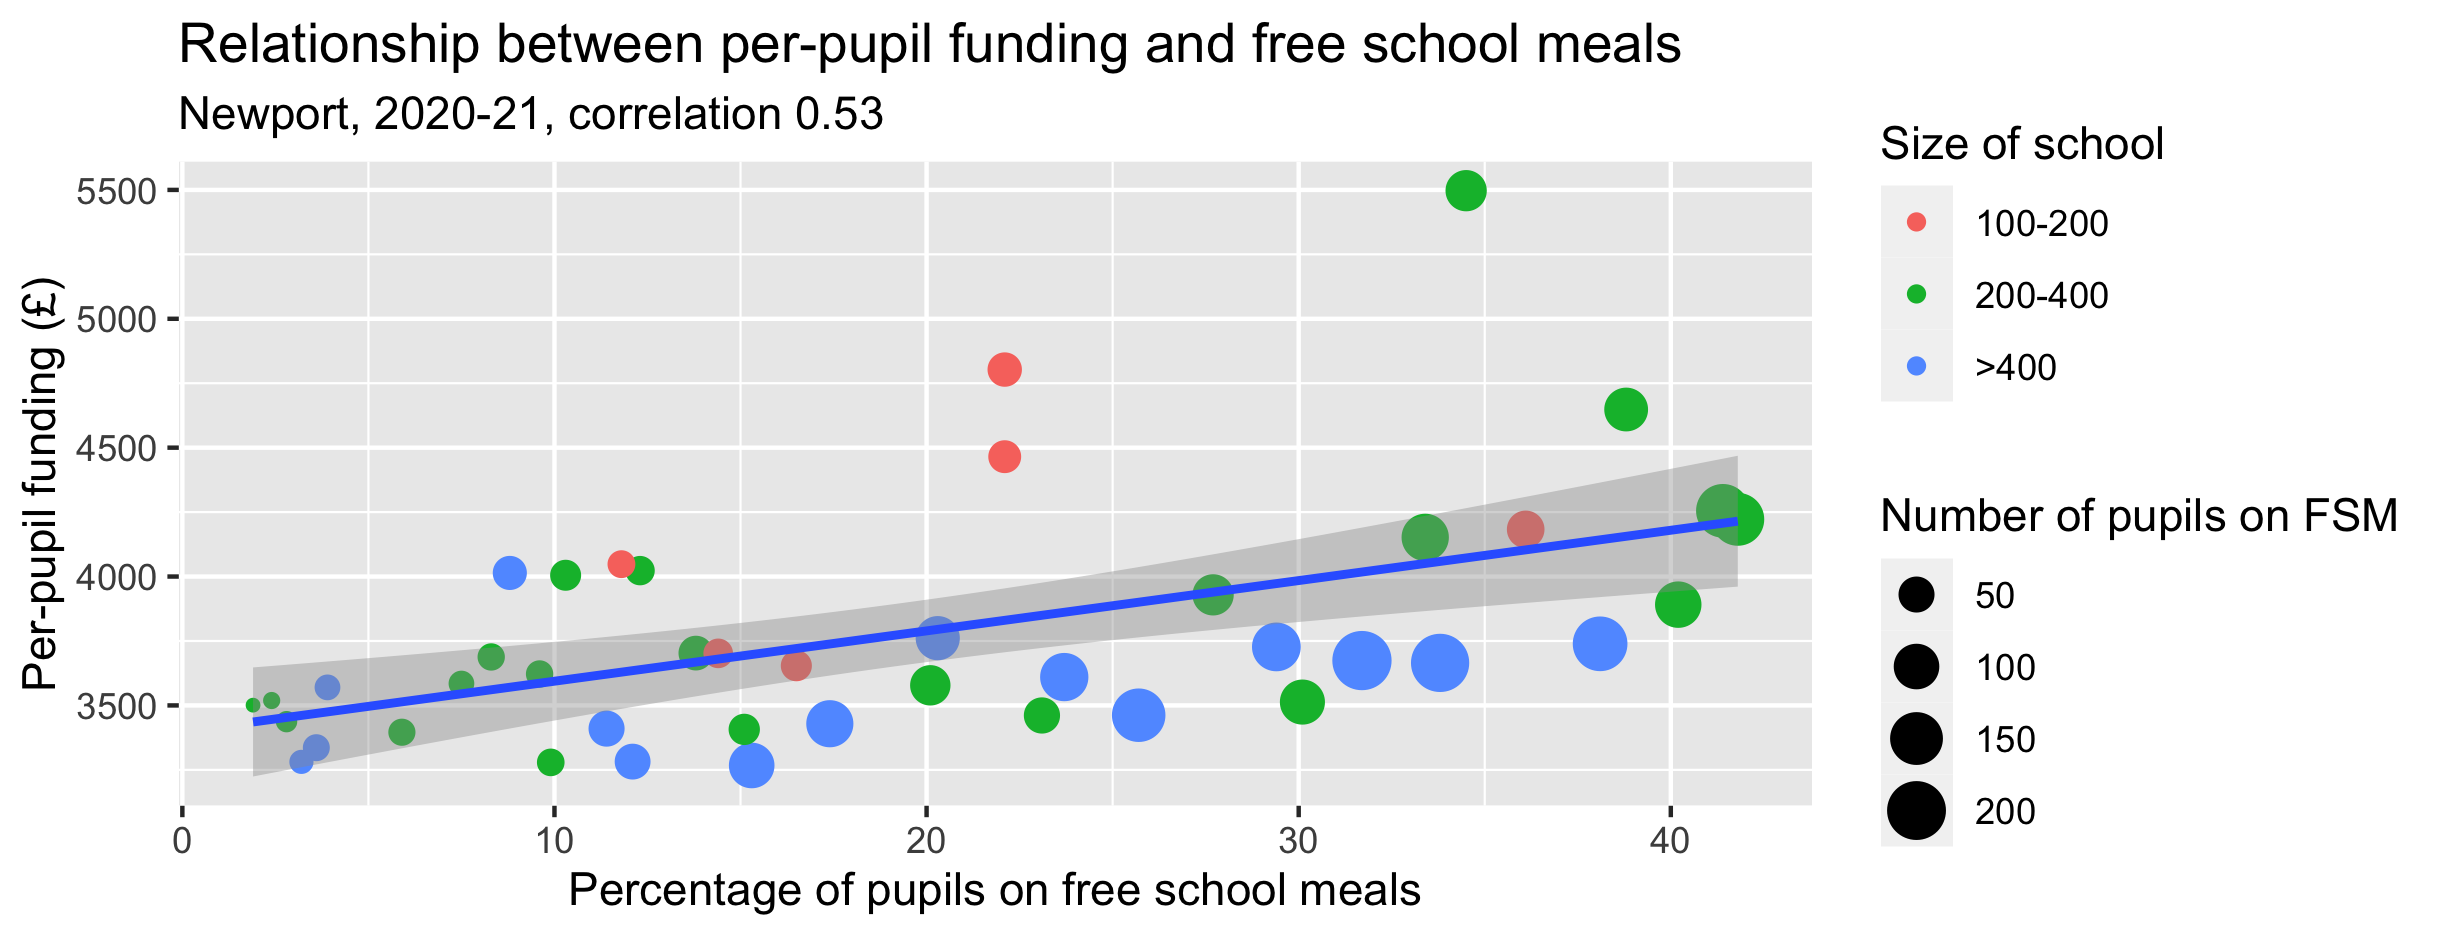 Relationship between per-pupil funding and free school meals
Newport, 2020-21, correlation 0.53
Per-pupil funding (£)
5500
5000
4500
4000
3500
0 10 20 30 40
Percentage of pupils on free school meals
Size of school
100-200
200-400
>400
Number of pupils on FSM
50
100
150
200